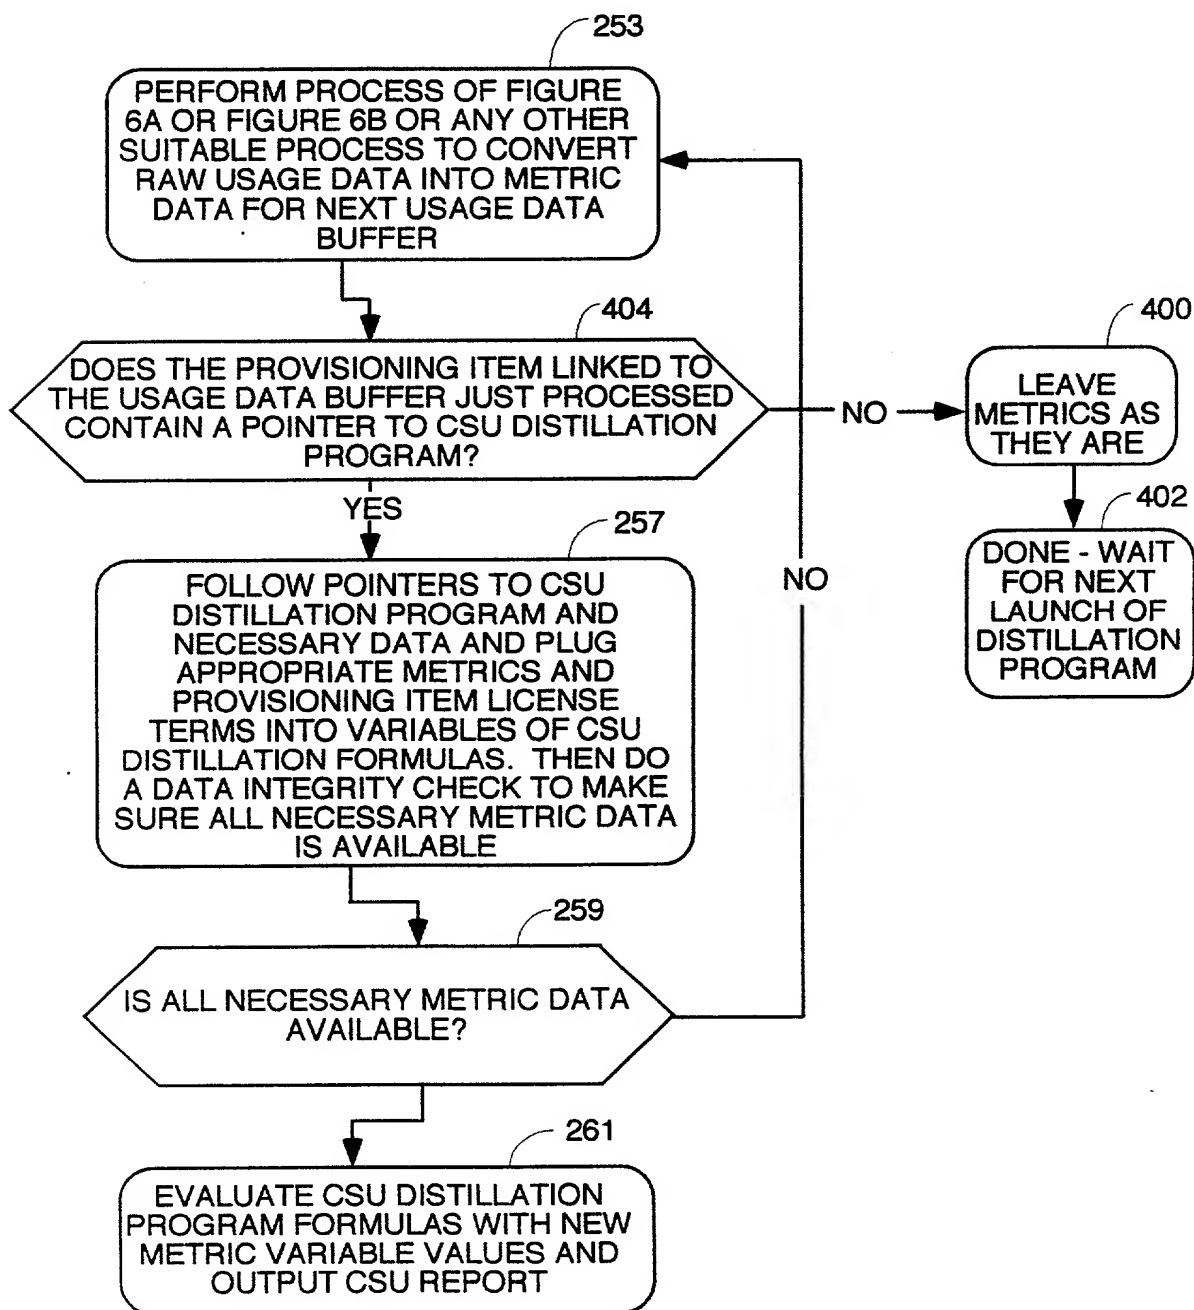 253
PERFORM PROCESS OF FIGURE
6A OR FIGURE 6B OR ANY OTHER
SUITABLE PROCESS TO CONVERT
RAW USAGE DATA INTO METRIC
DATA FOR NEXT USAGE DATA
BUFFER
404
DOES THE PROVISIONING ITEM LINKED TO
THE USAGE DATA BUFFER JUST PROCESSED
CONTAIN A POINTER TO CSU DISTILLATION
PROGRAM?
NO
400
LEAVE
METRICS AS
THEY ARE
402
DONE - WAIT
FOR NEXT
LAUNCH OF
DISTILLATION
PROGRAM
YES
257
FOLLOW POINTERS TO CSU
DISTILLATION PROGRAM AND
NECESSARY DATA AND PLUG
APPROPRIATE METRICS AND
PROVISIONING ITEM LICENSE
TERMS INTO VARIABLES OF CSU
DISTILLATION FORMULAS. THEN DO
A DATA INTEGRITY CHECK TO MAKE
SURE ALL NECESSARY METRIC DATA
IS AVAILABLE
NO
259
IS ALL NECESSARY METRIC DATA
AVAILABLE?
261
EVALUATE CSU DISTILLATION
PROGRAM FORMULAS WITH NEW
METRIC VARIABLE VALUES AND
OUTPUT CSU REPORT